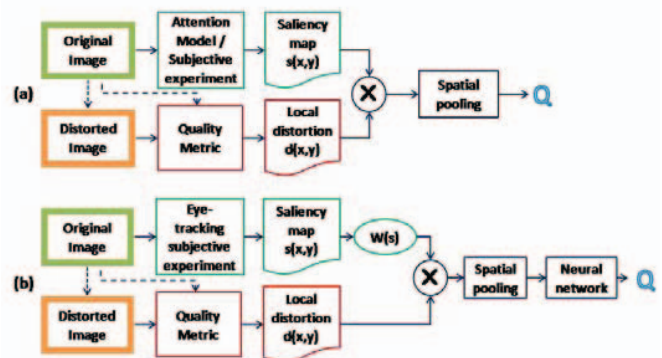 Original
Image
Attention
Model /
Subjective
experiment
Saliency
map
s(x,y)
(a)
X
Spatial
pooling
Q
Distorted
Image
Quality
Metric
Local
distortion
d(x,y)
Original
Image
Eye-
tracking
subjective
experiment
Saliency
map
s(x,y)
W(s)
(b)
X
Spatial
pooling
Neural
network
Q
Distorted
Image
Quality
Metric
Local
distortion
d(x,y)